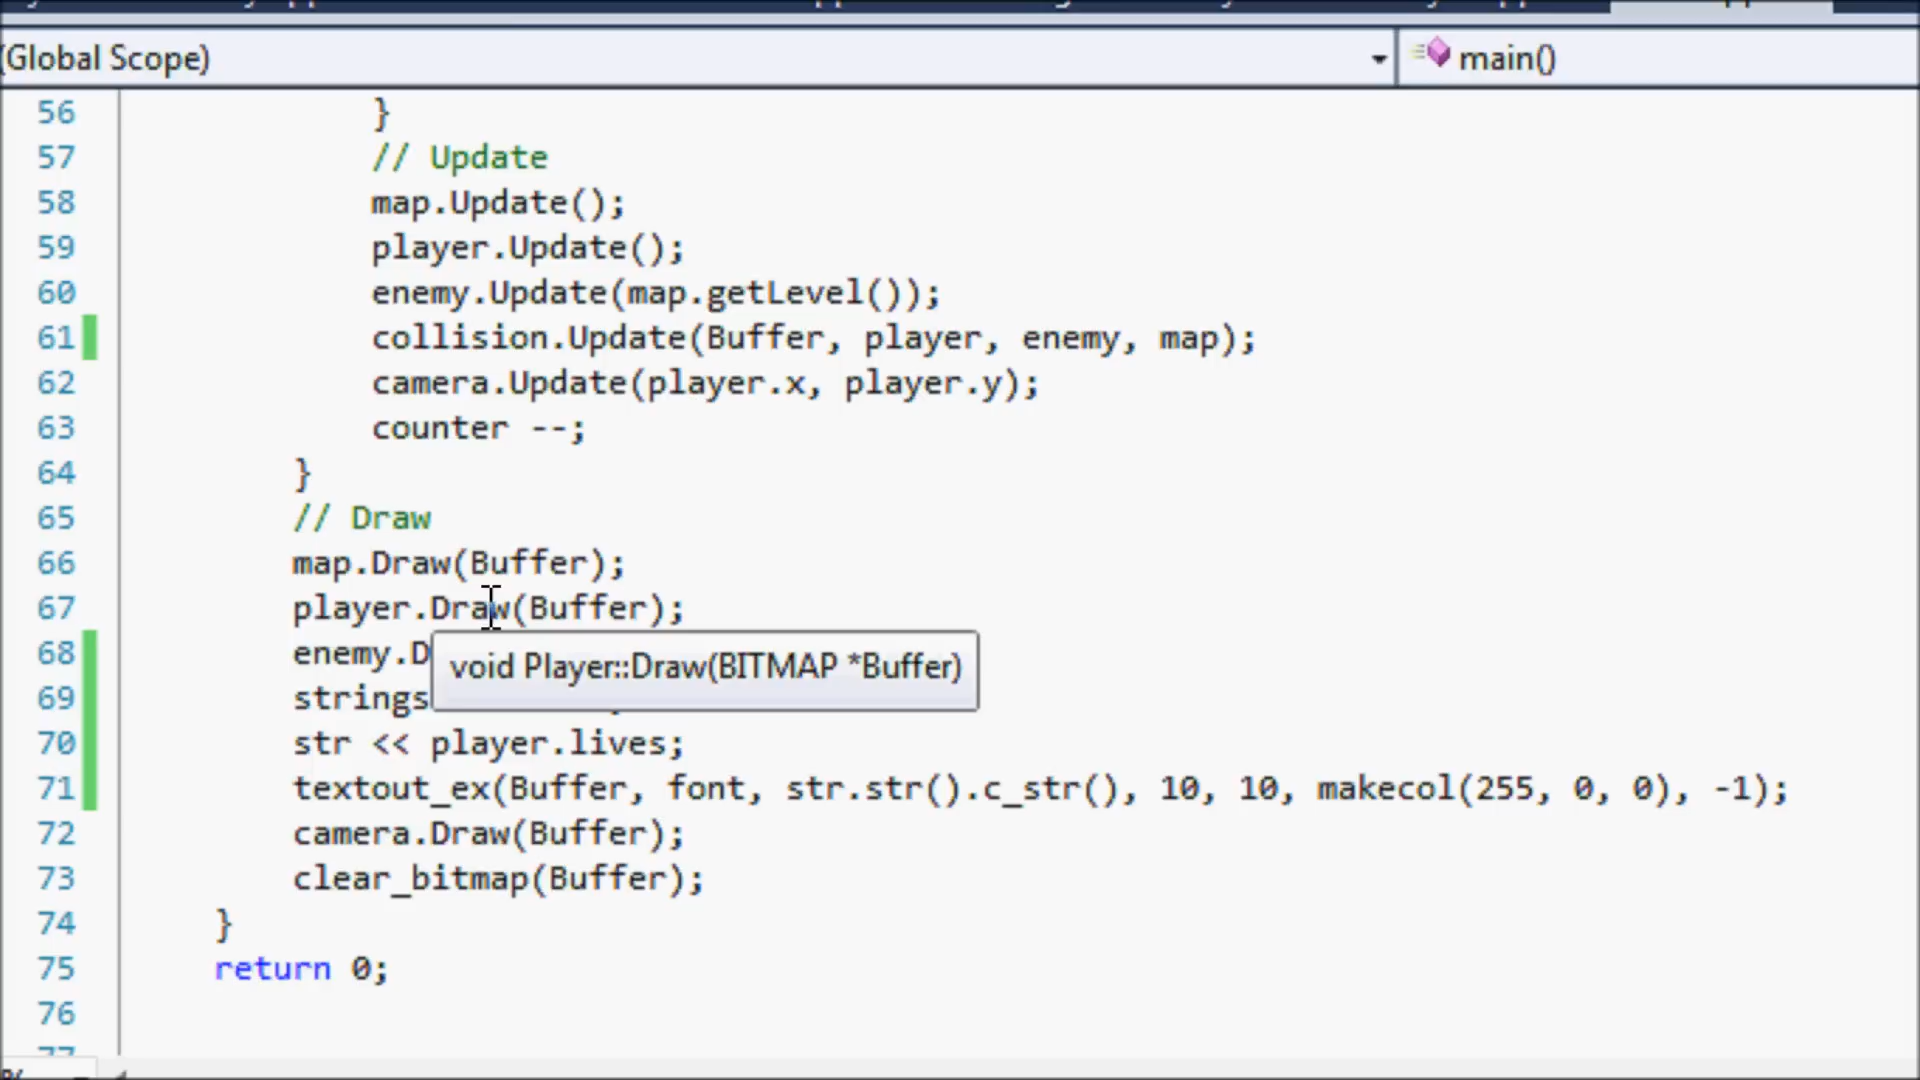 (Global Scope)
main()
56 }
57 // Update
58 map.Update();
59 player.Update();
60 enemy.Update(map.getLevel());
61 collision.Update(Buffer, player, enemy, map);
62 camera.Update(player.x, player.y);
63 counter --;
64 }
65 // Draw
66 map.Draw(Buffer);
67 player.Draw(Buffer);
68 enemy.D
void Player::Draw(BITMAP *Buffer)
69 strings
70 str << player.lives;
71 textout_ex(Buffer, font, str.str().c_str(), 10, 10, makecol(255, 0, 0), -1);
72 camera.Draw(Buffer);
73 clear_bitmap(Buffer);
74 }
75 return 0;
76